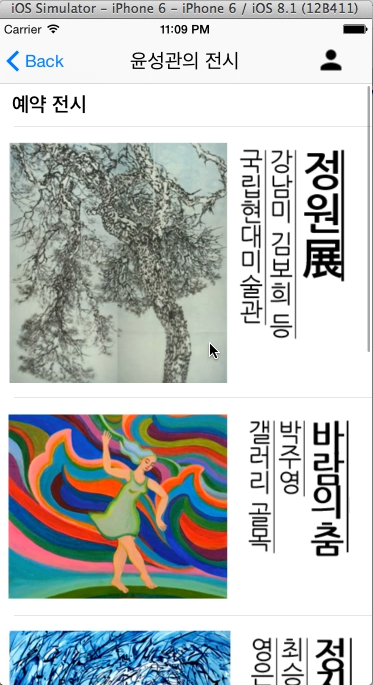 iOS Simulator - iPhone 6 - iPhone 6 / iOS 8.1 (12B411)
Carrier 11:09 PM
Back 윤성관의 전시
예약 전시
정원展
강남미 김보희 등
국립현대미술관
바람의 춤
박주영
갤러리 골목
최승